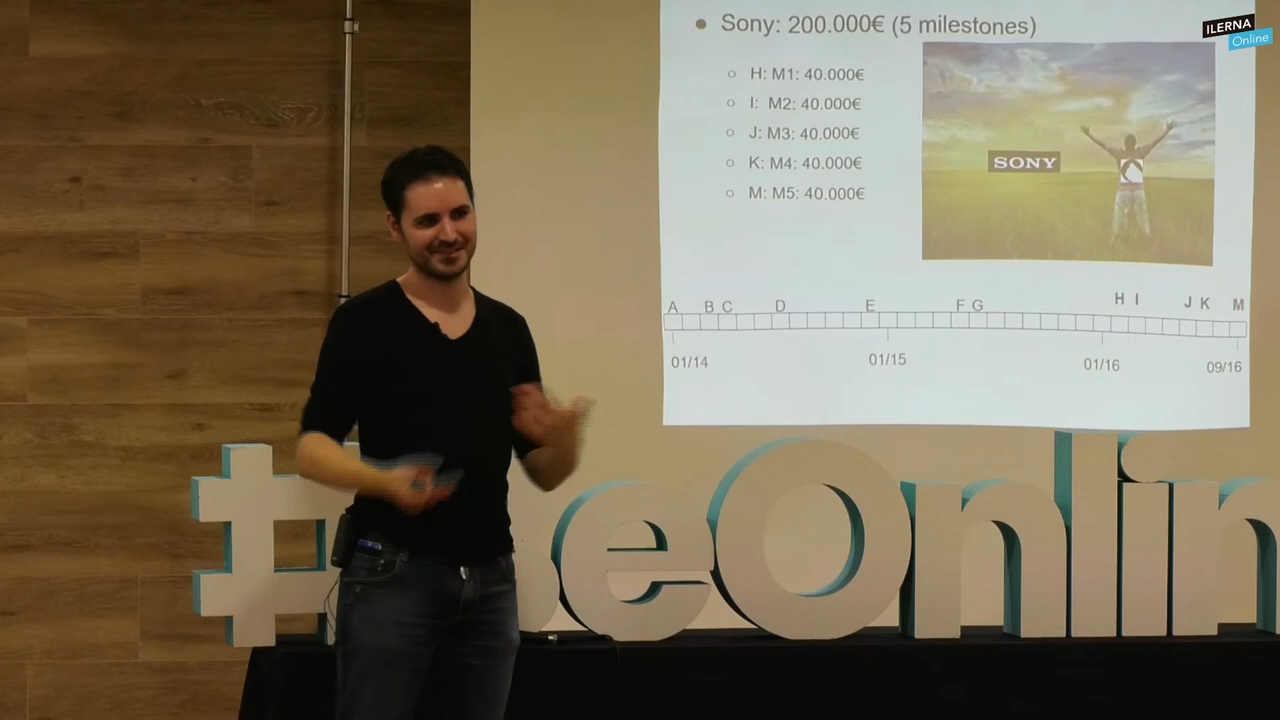 • Sony: 200.000€ (5 milestones)
ILERNA
Online
○ H: M1: 40.000€
○ I: M2: 40.000€
○ J: M3: 40.000€
○ K: M4: 40.000€
○ M: M5: 40.000€
SONY
A B C D E F G H I J K M
01/14 01/15 01/16 09/16
#BeOnlin